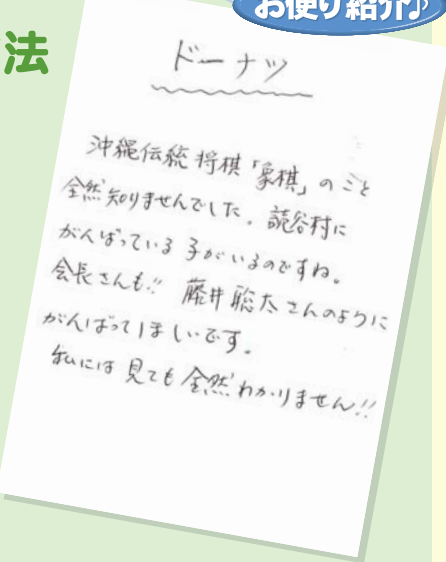 お便り紹介♪
法
ドーナツ
沖縄伝統将棋「象棋」のこと
全然知りませんでした。読谷村に
がんばっている子がいるのですね。
会長さんも!! 藤井聡太さんのように
がんばってほしいです。
私には見ても全然わかりません!!